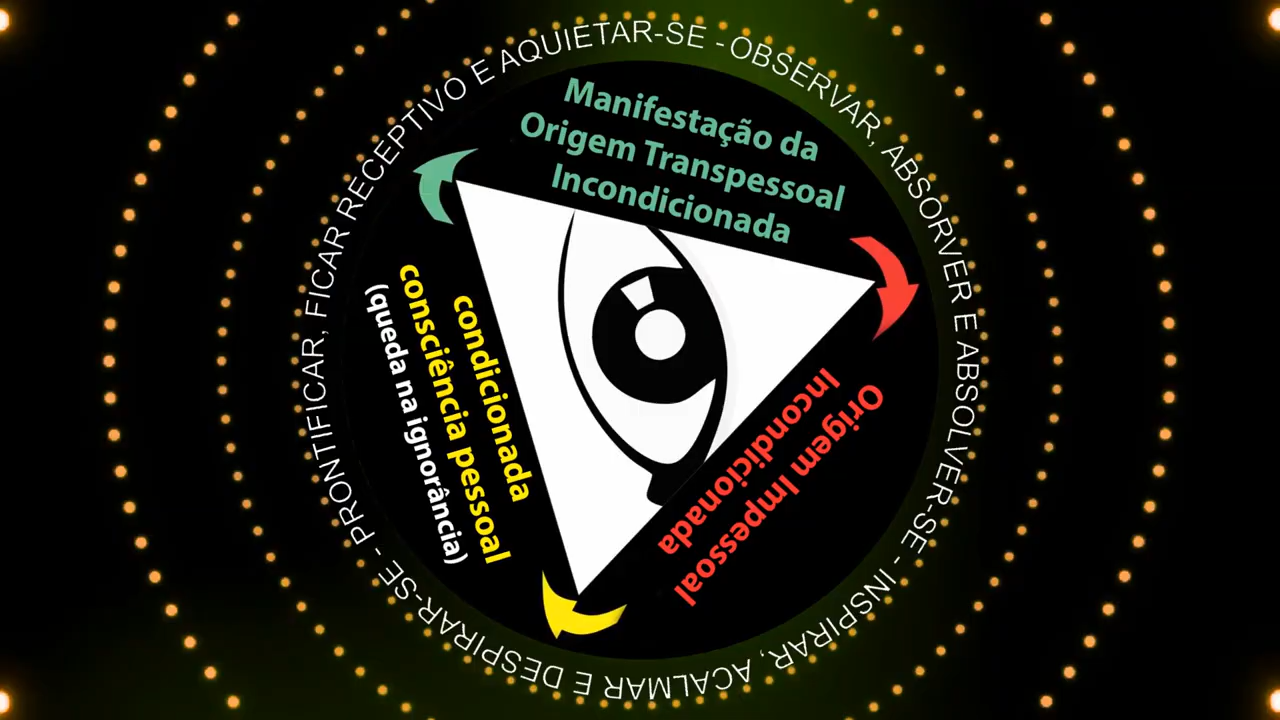 PRONTIFICAR, FICAR RECEPTIVO E AQUIETAR-SE - OBSERVAR, ABSORVER E ABSOLVER-SE - INSPIRAR, ACALMAR E DESPIRAR-SE -
Manifestação da
Origem Transpessoal
Incondicionada
Origem Impessoal
Incondicionada
condicionada
consciência pessoal
(queda na ignorância)